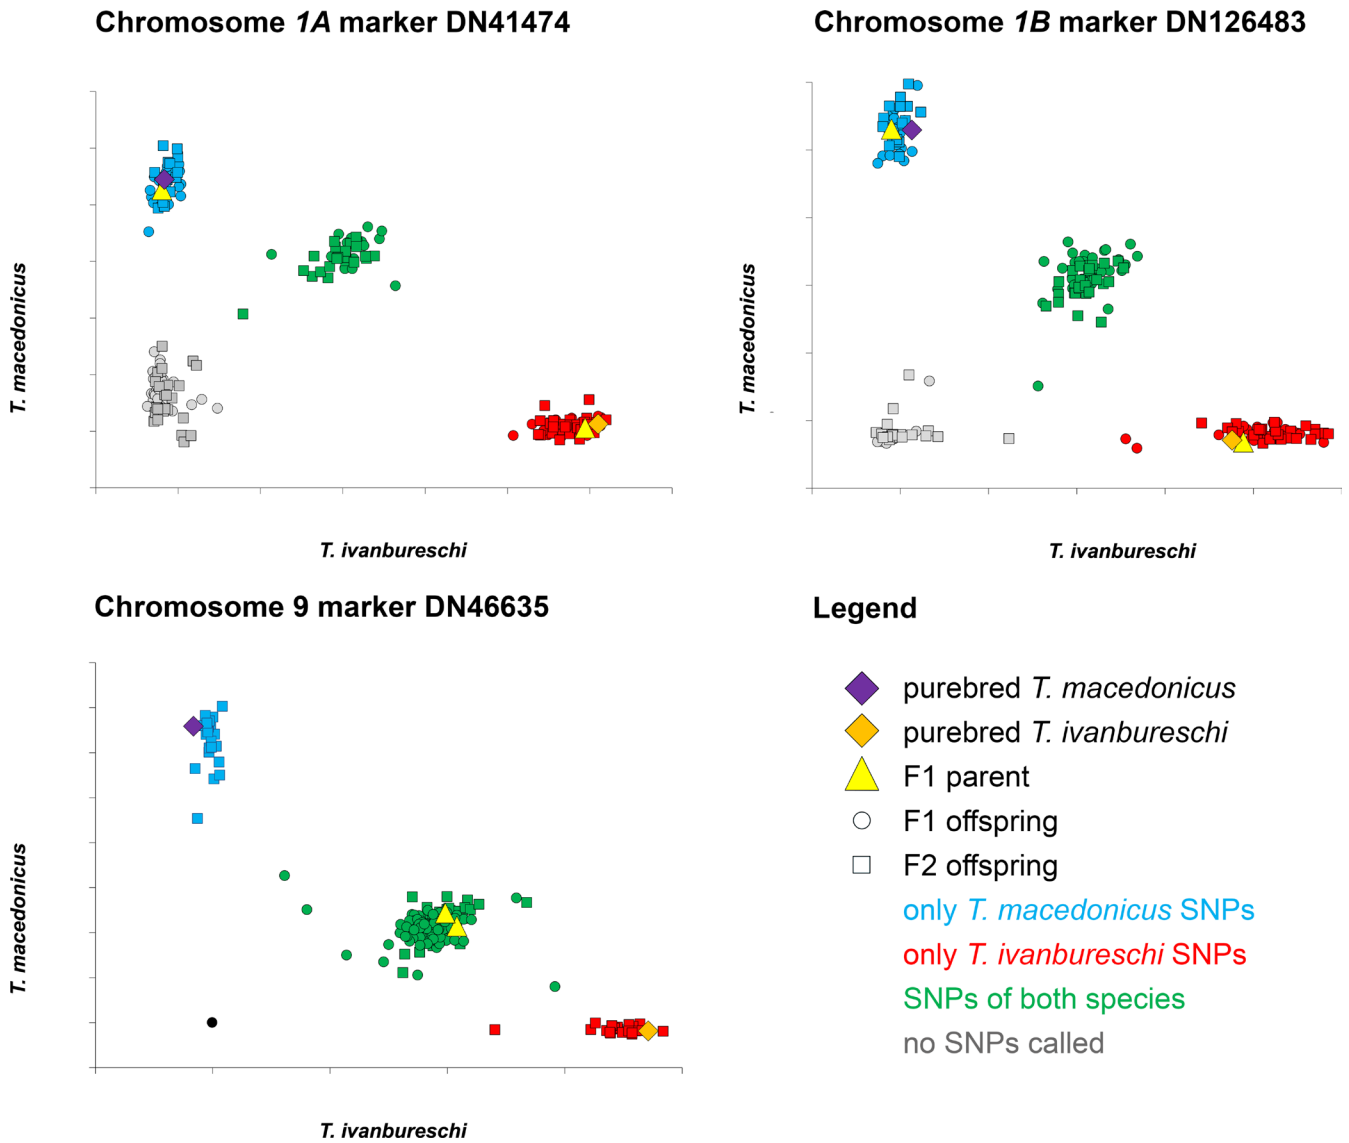 Chromosome 1A marker DN41474
Chromosome 1B marker DN126483
T. macedonicus
T. macedonicus
T. ivanbureschi
T. ivanbureschi
Chromosome 9 marker DN46635
T. macedonicus
T. ivanbureschi
Legend
purebred T. macedonicus
purebred T. ivanbureschi
F1 parent
F1 offspring
F2 offspring
only T. macedonicus SNPs
only T. ivanbureschi SNPs
SNPs of both species
no SNPs called